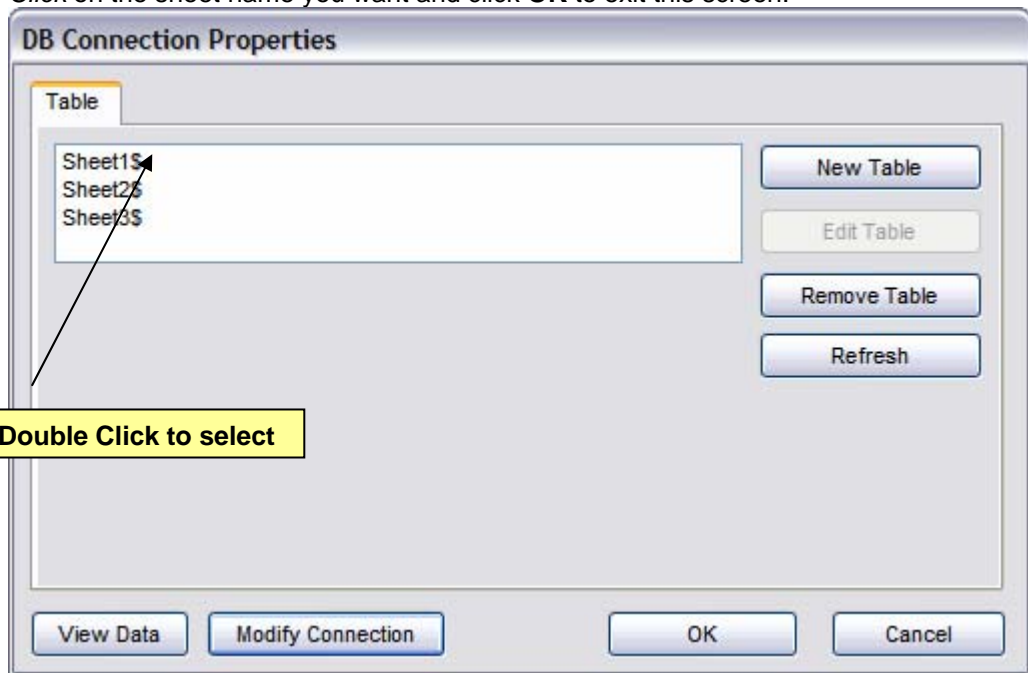 Click on the sheet name you want and click OK to exit this screen.
DB Connection Properties
Table
Sheet1$
Sheet2$
Sheet3$
New Table
Edit Table
Remove Table
Refresh
Double Click to select
View Data
Modify Connection
OK
Cancel